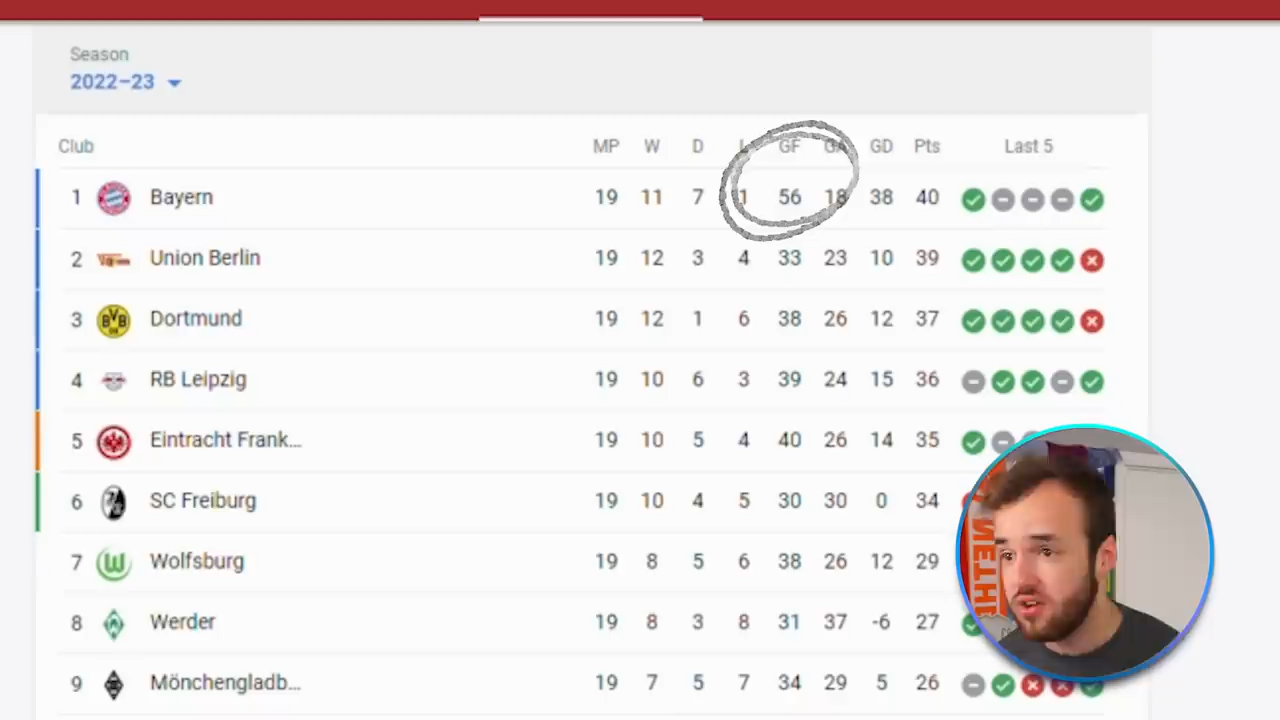 Season
2022–23
Club MP W D L GF GA GD Pts Last 5
1 Bayern 19 11 7 1 56 18 38 40
2 Union Berlin 19 12 3 4 33 23 10 39
3 Dortmund 19 12 1 6 38 26 12 37
4 RB Leipzig 19 10 6 3 39 24 15 36
5 Eintracht Frank... 19 10 5 4 40 26 14 35
6 SC Freiburg 19 10 4 5 30 30 0 34
7 Wolfsburg 19 8 5 6 38 26 12 29
8 Werder 19 8 3 8 31 37 -6 27
9 Mönchengladb... 19 7 5 7 34 29 5 26